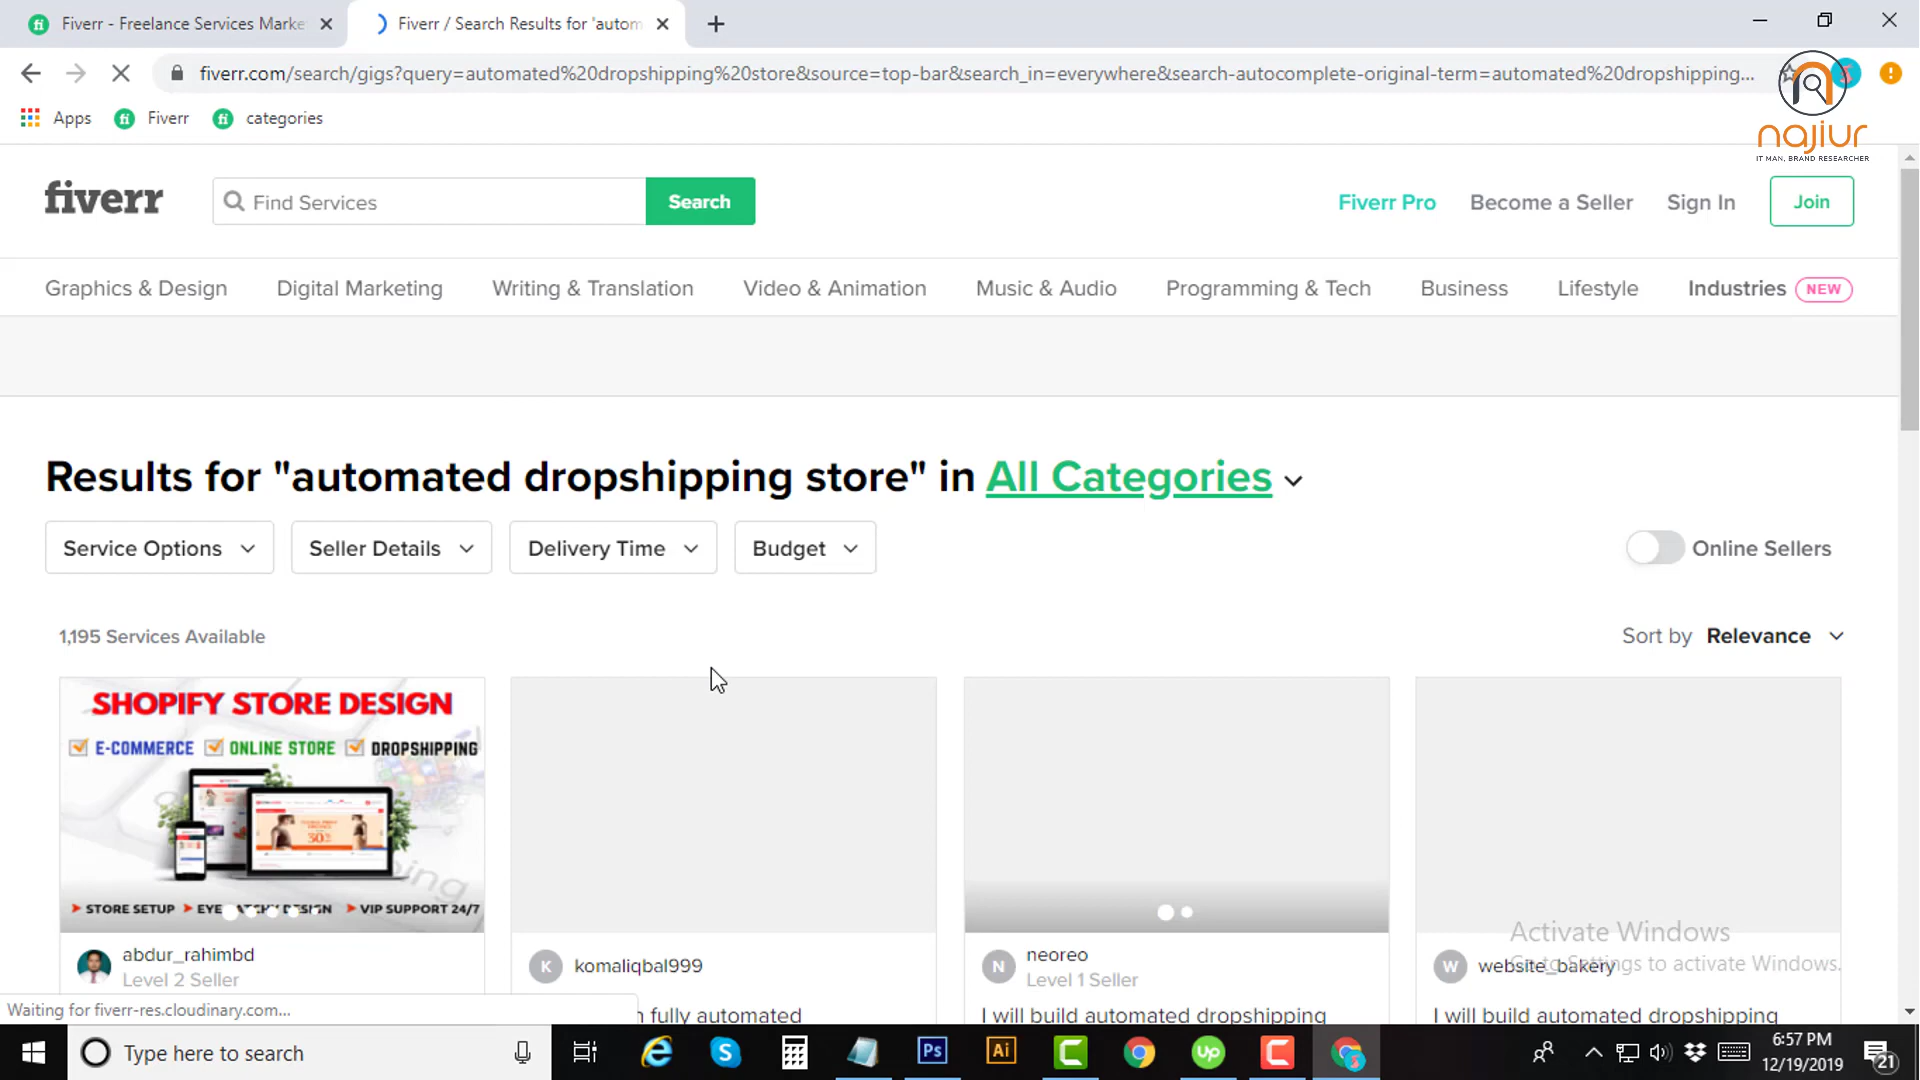 Fiverr - Freelance Services Marke
Fiverr / Search Results for 'autom
fiverr.com/search/gigs?query=automated%20dropshipping%20store&source=top-bar&search_in=everywhere&search-autocomplete-original-term=automated%20dropshipping...
Apps Fiverr categories
najiur
IT MAN, BRAND RESEARCHER
fiverr Find Services Search Fiverr Pro Become a Seller Sign In Join
Graphics & Design Digital Marketing Writing & Translation Video & Animation Music & Audio Programming & Tech Business Lifestyle Industries NEW
Results for "automated dropshipping store" in All Categories
Service Options Seller Details Delivery Time Budget Online Sellers
1,195 Services Available Sort by Relevance
SHOPIFY STORE DESIGN
E-COMMERCE ONLINE STORE DROPSHIPPING
STORE SETUP EYE DESIGN VIP SUPPORT 24/7
abdur_rahimbd
Level 2 Seller
K komaliqbal999
fully automated
N neoreo
Level 1 Seller
I will build automated dropshipping
W website_bakery
I will build automated dropshipping
Activate Windows
Go to Settings to activate Windows.
Waiting for fiverr-res.cloudinary.com...
Type here to search
Ps Ai Up
6:57 PM
12/19/2019
21